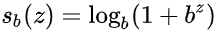 s_b(z) = log_b(1 + b^z)